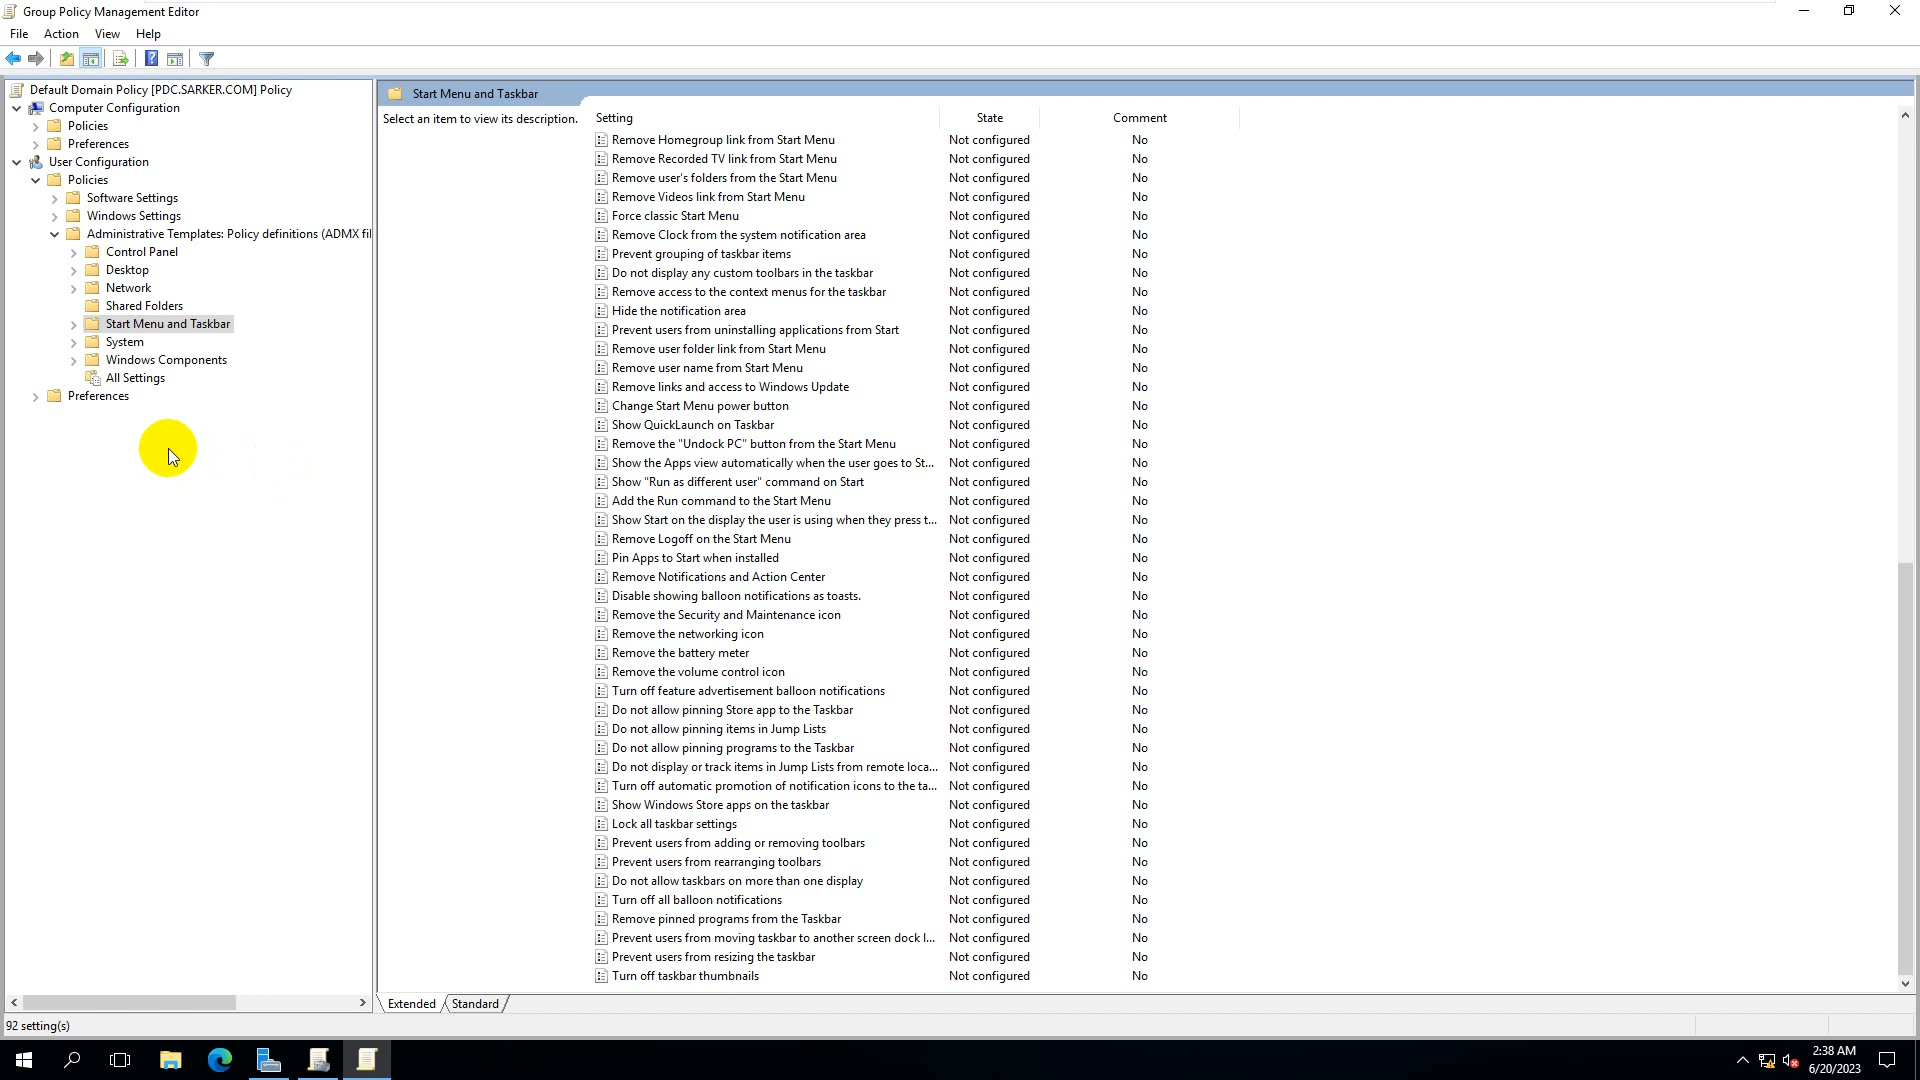 Group Policy Management Editor
File Action View Help
Default Domain Policy [PDC.SARKER.COM] Policy
Computer Configuration
Policies
Preferences
User Configuration
Policies
Software Settings
Windows Settings
Administrative Templates: Policy definitions (ADMX fil
Control Panel
Desktop
Network
Shared Folders
Start Menu and Taskbar
System
Windows Components
All Settings
Preferences
Start Menu and Taskbar
Select an item to view its description.
Setting State Comment
Remove Homegroup link from Start Menu Not configured No
Remove Recorded TV link from Start Menu Not configured No
Remove user's folders from the Start Menu Not configured No
Remove Videos link from Start Menu Not configured No
Force classic Start Menu Not configured No
Remove Clock from the system notification area Not configured No
Prevent grouping of taskbar items Not configured No
Do not display any custom toolbars in the taskbar Not configured No
Remove access to the context menus for the taskbar Not configured No
Hide the notification area Not configured No
Prevent users from uninstalling applications from Start Not configured No
Remove user folder link from Start Menu Not configured No
Remove user name from Start Menu Not configured No
Remove links and access to Windows Update Not configured No
Change Start Menu power button Not configured No
Show QuickLaunch on Taskbar Not configured No
Remove the "Undock PC" button from the Start Menu Not configured No
Show the Apps view automatically when the user goes to St... Not configured No
Show "Run as different user" command on Start Not configured No
Add the Run command to the Start Menu Not configured No
Show Start on the display the user is using when they press t... Not configured No
Remove Logoff on the Start Menu Not configured No
Pin Apps to Start when installed Not configured No
Remove Notifications and Action Center Not configured No
Disable showing balloon notifications as toasts. Not configured No
Remove the Security and Maintenance icon Not configured No
Remove the networking icon Not configured No
Remove the battery meter Not configured No
Remove the volume control icon Not configured No
Turn off feature advertisement balloon notifications Not configured No
Do not allow pinning Store app to the Taskbar Not configured No
Do not allow pinning items in Jump Lists Not configured No
Do not allow pinning programs to the Taskbar Not configured No
Do not display or track items in Jump Lists from remote loca... Not configured No
Turn off automatic promotion of notification icons to the ta... Not configured No
Show Windows Store apps on the taskbar Not configured No
Lock all taskbar settings Not configured No
Prevent users from adding or removing toolbars Not configured No
Prevent users from rearranging toolbars Not configured No
Do not allow taskbars on more than one display Not configured No
Turn off all balloon notifications Not configured No
Remove pinned programs from the Taskbar Not configured No
Prevent users from moving taskbar to another screen dock l... Not configured No
Prevent users from resizing the taskbar Not configured No
Turn off taskbar thumbnails Not configured No
Extended Standard
92 setting(s)
2:38 AM
6/20/2023